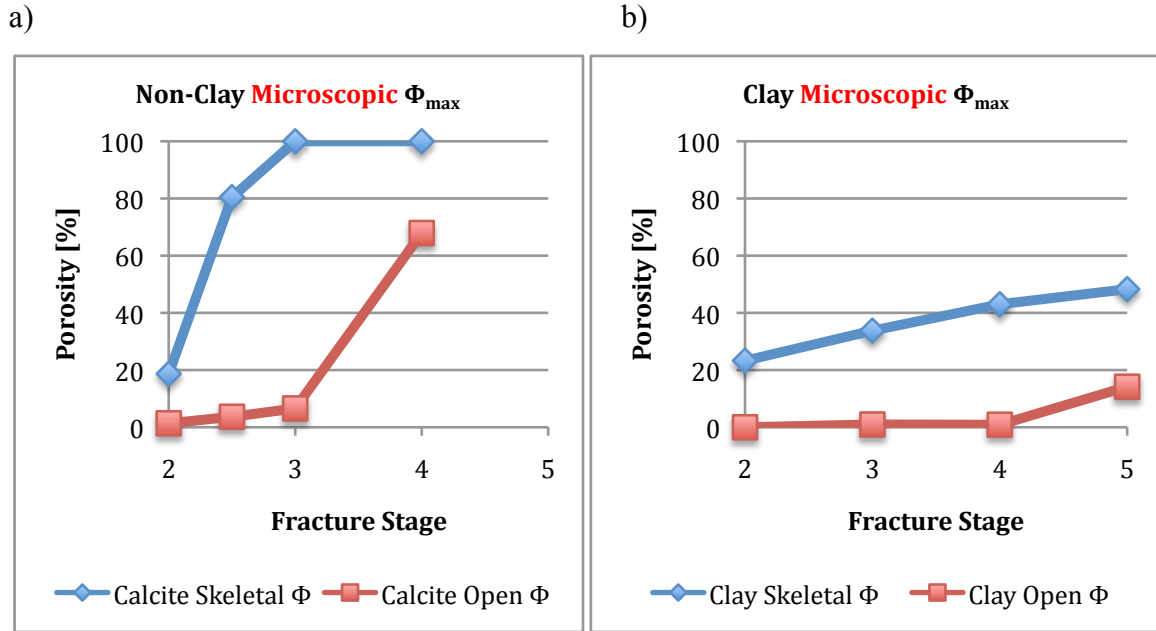 a)
b)
Non-Clay Microscopic Φmax
Porosity [%]
100
80
60
40
20
0
2 3 4 5
Fracture Stage
Calcite Skeletal Φ Calcite Open Φ
Clay Microscopic Φmax
Porosity [%]
100
80
60
40
20
0
2 3 4 5
Fracture Stage
Clay Skeletal Φ Clay Open Φ